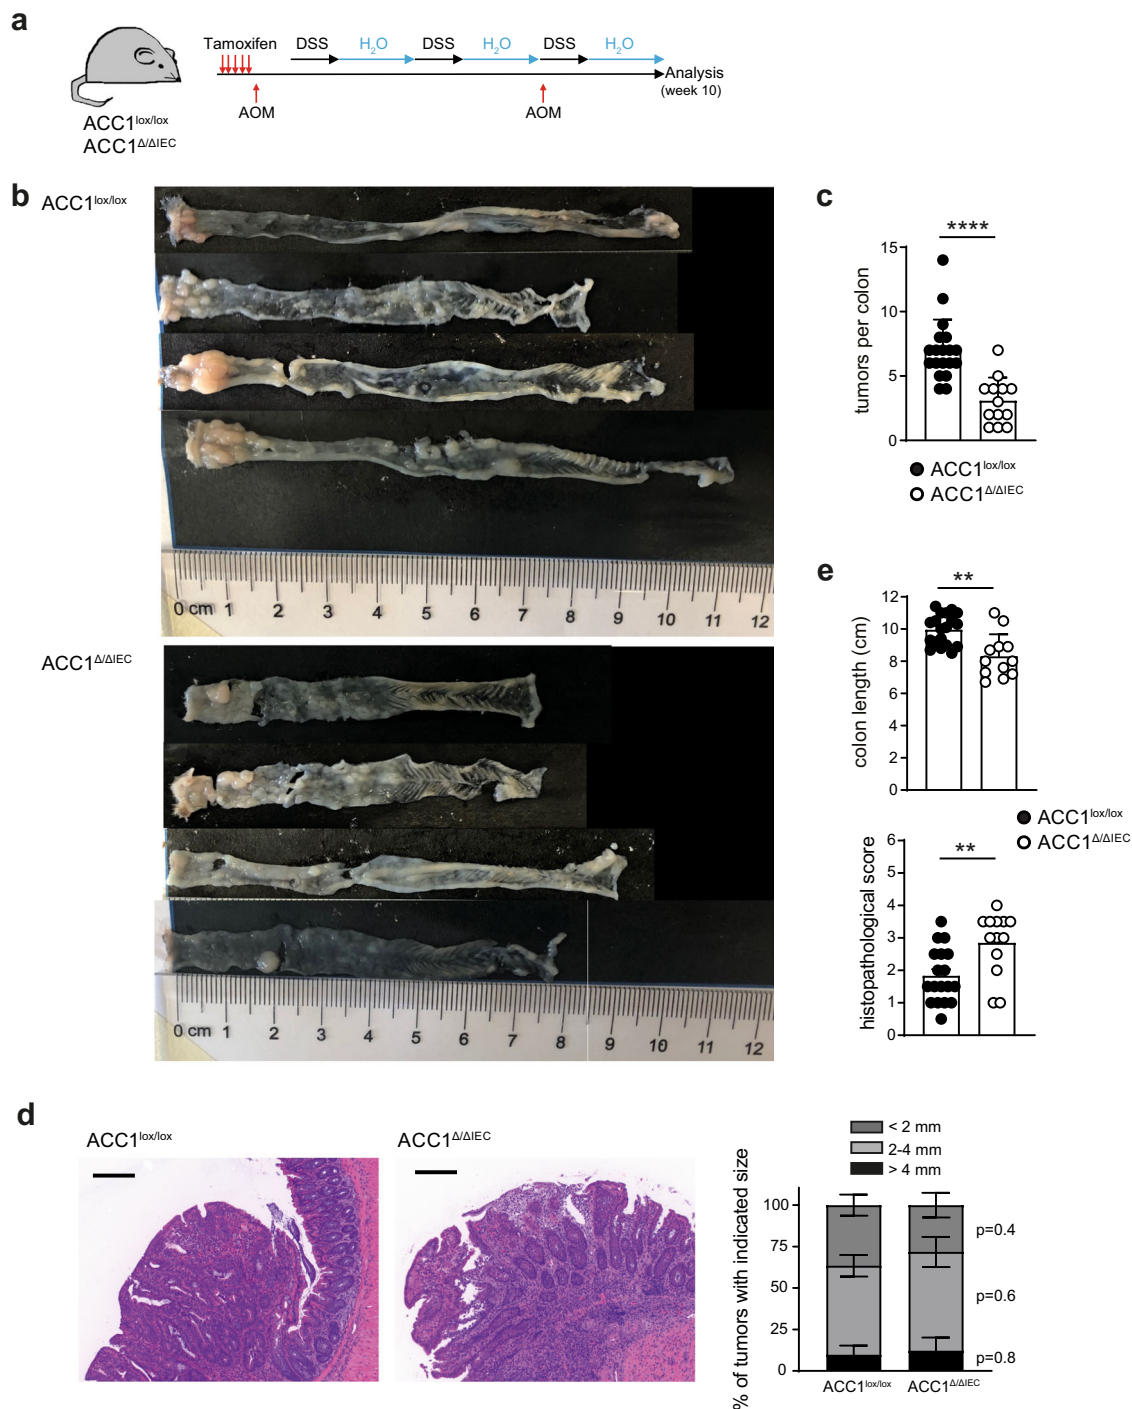 a
Tamoxifen
DSS H₂O DSS H₂O DSS H₂O
Analysis
(week 10)
AOM AOM
ACC1lox/lox
ACC1Δ/ΔIEC
b
ACC1lox/lox
0 cm 1 2 3 4 5 6 7 8 9 10 11 12
ACC1Δ/ΔIEC
0 cm 1 2 3 4 5 6 7 8 9 10 11 12
c
****
tumors per colon
15
10
5
0
ACC1lox/lox
ACC1Δ/ΔIEC
e
**
colon length (cm)
12
10
8
6
4
2
0
ACC1lox/lox
ACC1Δ/ΔIEC
**
histopathological score
6
5
4
3
2
1
0
d
ACC1lox/lox
ACC1Δ/ΔIEC
< 2 mm
2-4 mm
> 4 mm
% of tumors with indicated size
100
75
50
25
0
p=0.4
p=0.6
p=0.8
ACC1lox/lox
ACC1Δ/ΔIEC